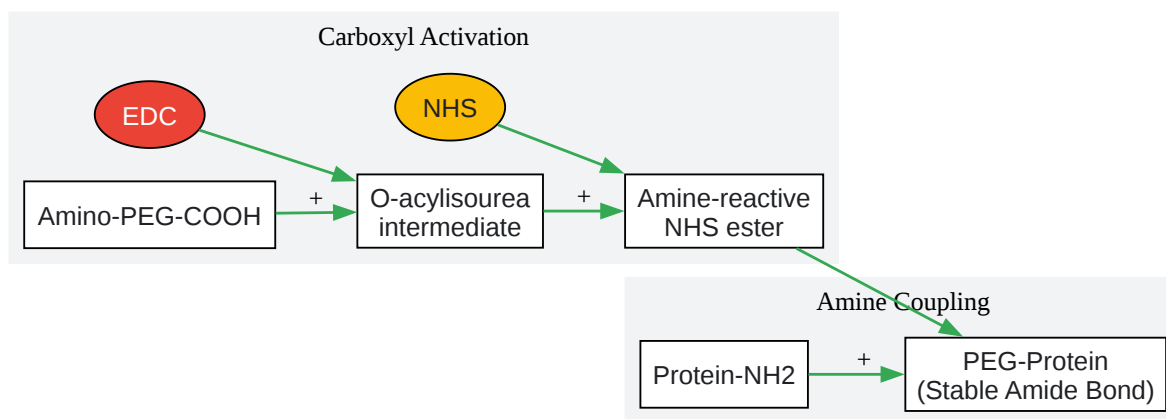 Carboxyl Activation
EDC
NHS
Amino-PEG-COOH
+
O-acylisourea
intermediate
+
Amine-reactive
NHS ester
Amine Coupling
Protein-NH2
+
PEG-Protein
(Stable Amide Bond)